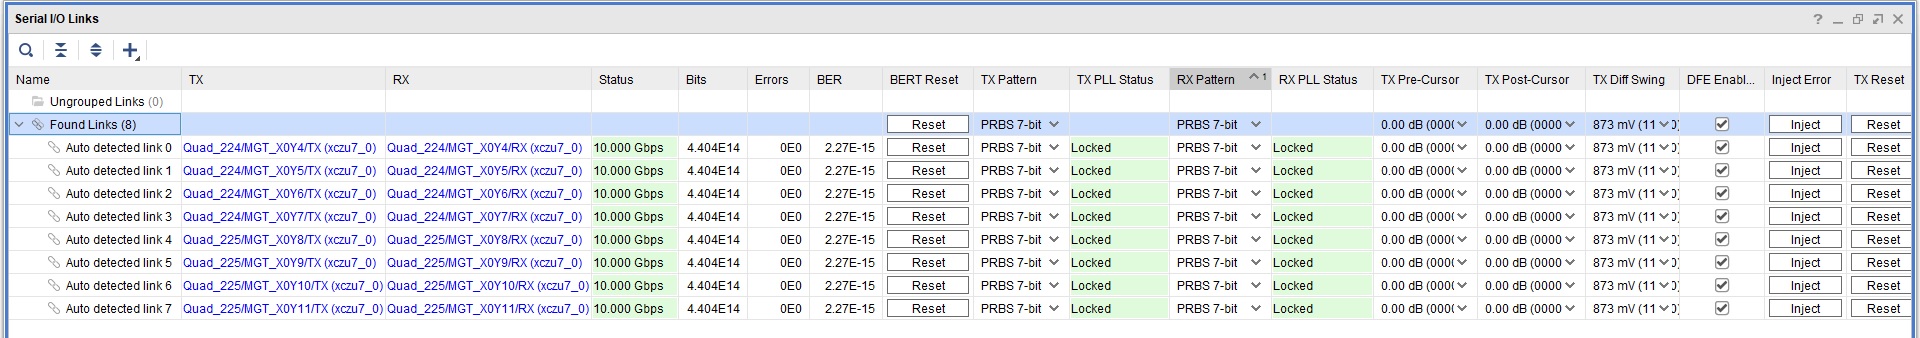 Serial I/O Links
Name TX RX Status Bits Errors BER BERT Reset TX Pattern TX PLL Status RX Pattern 1 RX PLL Status TX Pre-Cursor TX Post-Cursor TX Diff Swing DFE Enabl... Inject Error TX Reset
Ungrouped Links (0)
Found Links (8) Reset PRBS 7-bit PRBS 7-bit 0.00 dB (000( 0.00 dB (0000 873 mV (11 0) Inject Reset
Auto detected link 0 Quad_224/MGT_X0Y4/TX (xczu7_0) Quad_224/MGT_X0Y4/RX (xczu7_0) 10.000 Gbps 4.404E14 0E0 2.27E-15 Reset PRBS 7-bit Locked PRBS 7-bit Locked 0.00 dB (000( 0.00 dB (0000 873 mV (11 0) Inject Reset
Auto detected link 1 Quad_224/MGT_X0Y5/TX (xczu7_0) Quad_224/MGT_X0Y5/RX (xczu7_0) 10.000 Gbps 4.404E14 0E0 2.27E-15 Reset PRBS 7-bit Locked PRBS 7-bit Locked 0.00 dB (000( 0.00 dB (0000 873 mV (11 0) Inject Reset
Auto detected link 2 Quad_224/MGT_X0Y6/TX (xczu7_0) Quad_224/MGT_X0Y6/RX (xczu7_0) 10.000 Gbps 4.404E14 0E0 2.27E-15 Reset PRBS 7-bit Locked PRBS 7-bit Locked 0.00 dB (000( 0.00 dB (0000 873 mV (11 0) Inject Reset
Auto detected link 3 Quad_224/MGT_X0Y7/TX (xczu7_0) Quad_224/MGT_X0Y7/RX (xczu7_0) 10.000 Gbps 4.404E14 0E0 2.27E-15 Reset PRBS 7-bit Locked PRBS 7-bit Locked 0.00 dB (000( 0.00 dB (0000 873 mV (11 0) Inject Reset
Auto detected link 4 Quad_225/MGT_X0Y8/TX (xczu7_0) Quad_225/MGT_X0Y8/RX (xczu7_0) 10.000 Gbps 4.404E14 0E0 2.27E-15 Reset PRBS 7-bit Locked PRBS 7-bit Locked 0.00 dB (000( 0.00 dB (0000 873 mV (11 0) Inject Reset
Auto detected link 5 Quad_225/MGT_X0Y9/TX (xczu7_0) Quad_225/MGT_X0Y9/RX (xczu7_0) 10.000 Gbps 4.404E14 0E0 2.27E-15 Reset PRBS 7-bit Locked PRBS 7-bit Locked 0.00 dB (000( 0.00 dB (0000 873 mV (11 0) Inject Reset
Auto detected link 6 Quad_225/MGT_X0Y10/TX (xczu7_0) Quad_225/MGT_X0Y10/RX (xczu7_0) 10.000 Gbps 4.404E14 0E0 2.27E-15 Reset PRBS 7-bit Locked PRBS 7-bit Locked 0.00 dB (000( 0.00 dB (0000 873 mV (11 0) Inject Reset
Auto detected link 7 Quad_225/MGT_X0Y11/TX (xczu7_0) Quad_225/MGT_X0Y11/RX (xczu7_0) 10.000 Gbps 4.404E14 0E0 2.27E-15 Reset PRBS 7-bit Locked PRBS 7-bit Locked 0.00 dB (000( 0.00 dB (0000 873 mV (11 0) Inject Reset